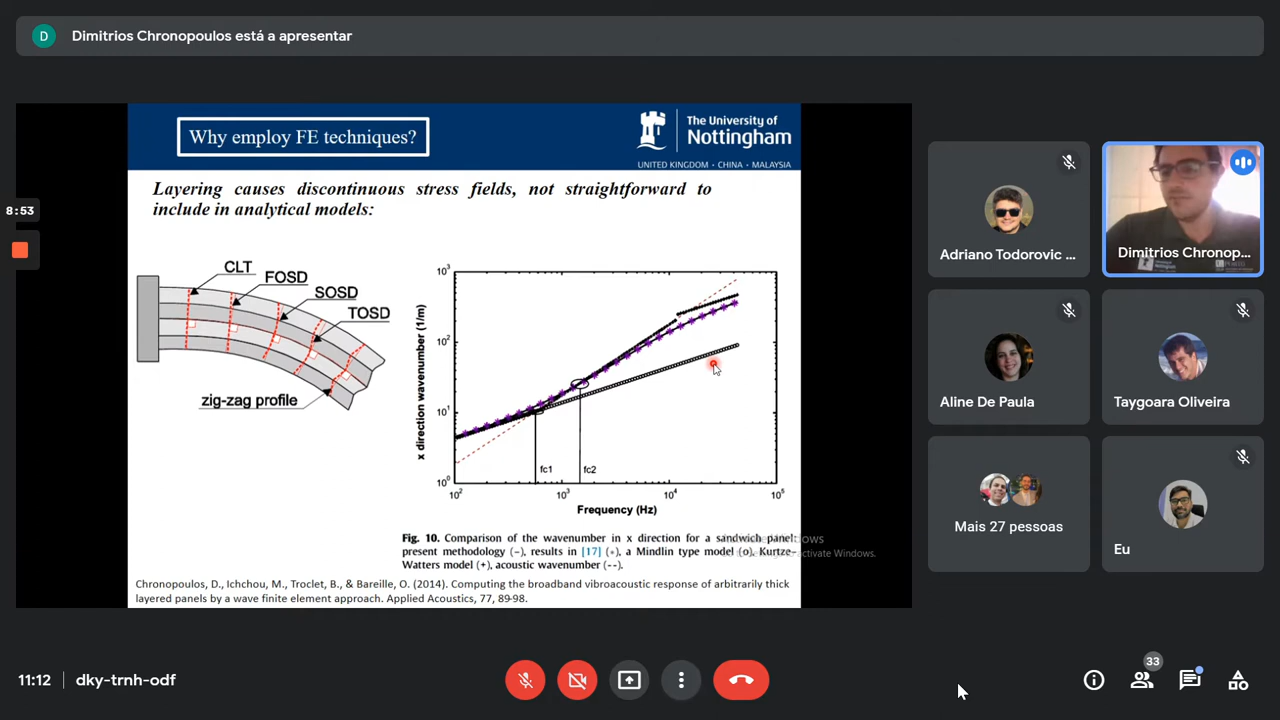 D
Dimitrios Chronopoulos está a apresentar
Why employ FE techniques?
The University of
Nottingham
UNITED KINGDOM · CHINA · MALAYSIA
8:53
Layering causes discontinuous stress fields, not straightforward to
include in analytical models:
CLT
FOSD
SOSD
TOSD
zig-zag profile
x direction wavenumber (1/m)
10³
10²
10¹
10⁰
fc1
fc2
10²
10³
10⁴
10⁵
Frequency (Hz)
Fig. 10. Comparison of the wavenumber in x direction for a sandwich panel:
present methodology (–), results in [17] (*), a Mindlin type model (o), Kurtze–
Watters model (+), acoustic wavenumber (--).
activate Windows.
Chronopoulos, D., Ichchou, M., Troclet, B., & Bareille, O. (2014). Computing the broadband vibroacoustic response of arbitrarily thick
layered panels by a wave finite element approach. Applied Acoustics, 77, 89-98.
Adriano Todorovic ...
Dimitrios Chronop...
Aline De Paula
Taygoara Oliveira
Mais 27 pessoas
Eu
11:12
dky-trnh-odf
33